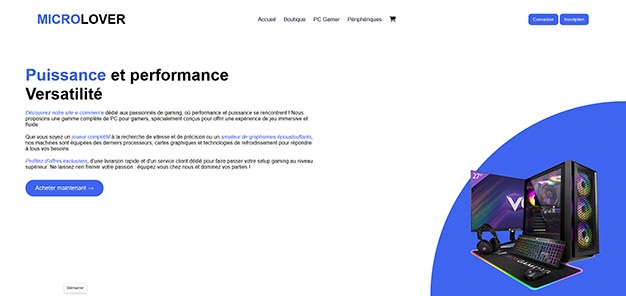 MICROLOVER
Accueil Boutique PC Gamer Périphériques
Connexion Inscription
Puissance et performance
Versatilité
Découvrez notre site e-commerce dédié aux passionnés de gaming, où performance et puissance se rencontrent ! Nous
proposons une gamme complète de PC pour gamers, spécialement conçus pour offrir une expérience de jeu immersive et
fluide.
Que vous soyez un joueur compétitif à la recherche de vitesse et de précision ou un amateur de graphismes époustouflants,
nos machines sont équipées des derniers processeurs, cartes graphiques et technologies de refroidissement pour répondre
à tous vos besoins.
Profitez d'offres exclusives, d'une livraison rapide et d'un service client dédié pour faire passer votre setup gaming au niveau
supérieur. Ne laissez rien freiner votre passion : équipez-vous chez nous et dominez vos parties !
Acheter maintenant →
27"
Démarrer